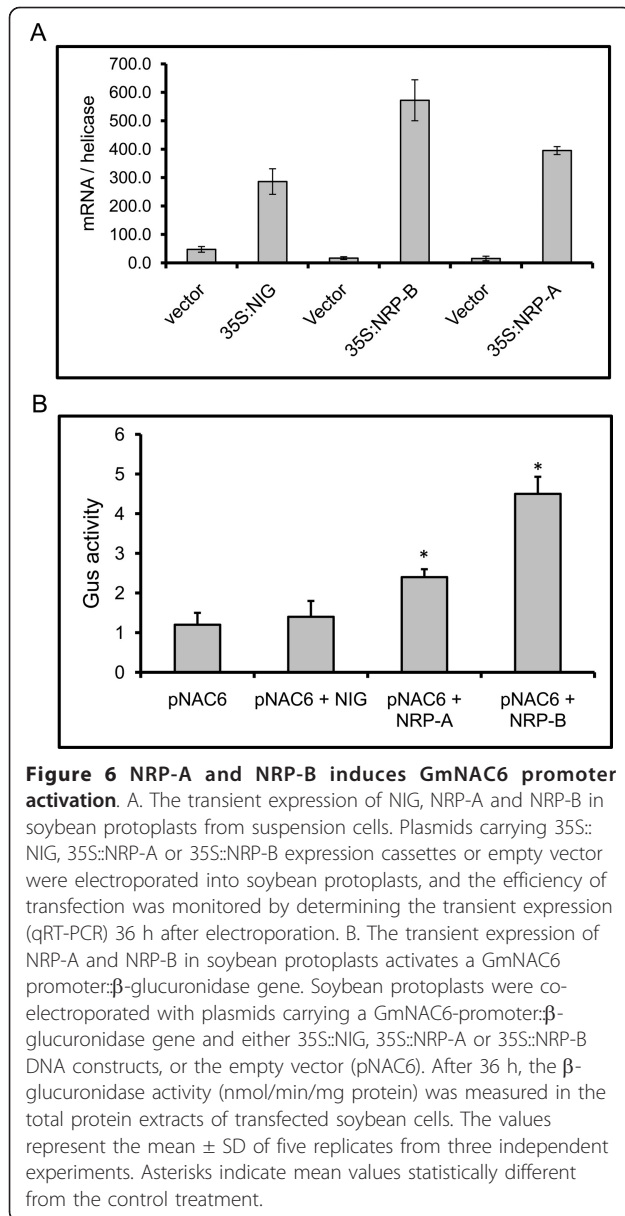 A
700.0
600.0
500.0
400.0
300.0
200.0
100.0
0.0
mRNA / helicase
vector
35S:NIG
Vector
35S:NRP-B
Vector
35S:NRP-A
B
6
5
4
3
2
1
0
Gus activity
*
*
pNAC6
pNAC6 + NIG
pNAC6 +
NRP-A
pNAC6 +
NRP-B
Figure 6 NRP-A and NRP-B induces GmNAC6 promoter
activation. A. The transient expression of NIG, NRP-A and NRP-B in
soybean protoplasts from suspension cells. Plasmids carrying 35S::
NIG, 35S::NRP-A or 35S::NRP-B expression cassettes or empty vector
were electroporated into soybean protoplasts, and the efficiency of
transfection was monitored by determining the transient expression
(qRT-PCR) 36 h after electroporation. B. The transient expression of
NRP-A and NRP-B in soybean protoplasts activates a GmNAC6
promoter::β-glucuronidase gene. Soybean protoplasts were co-
electroporated with plasmids carrying a GmNAC6-promoter::β-
glucuronidase gene and either 35S::NIG, 35S::NRP-A or 35S::NRP-B
DNA constructs, or the empty vector (pNAC6). After 36 h, the β-
glucuronidase activity (nmol/min/mg protein) was measured in the
total protein extracts of transfected soybean cells. The values
represent the mean ± SD of five replicates from three independent
experiments. Asterisks indicate mean values statistically different
from the control treatment.